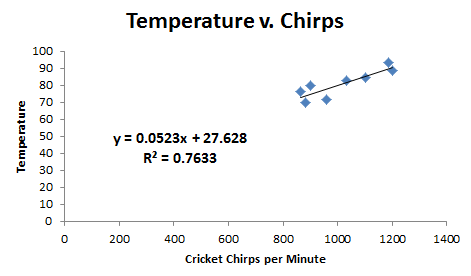 Temperature v. Chirps
100
90
80
70
60
50
40
30
20
10
0
Temperature
y = 0.0523x + 27.628
R² = 0.7633
0 200 400 600 800 1000 1200 1400
Cricket Chirps per Minute